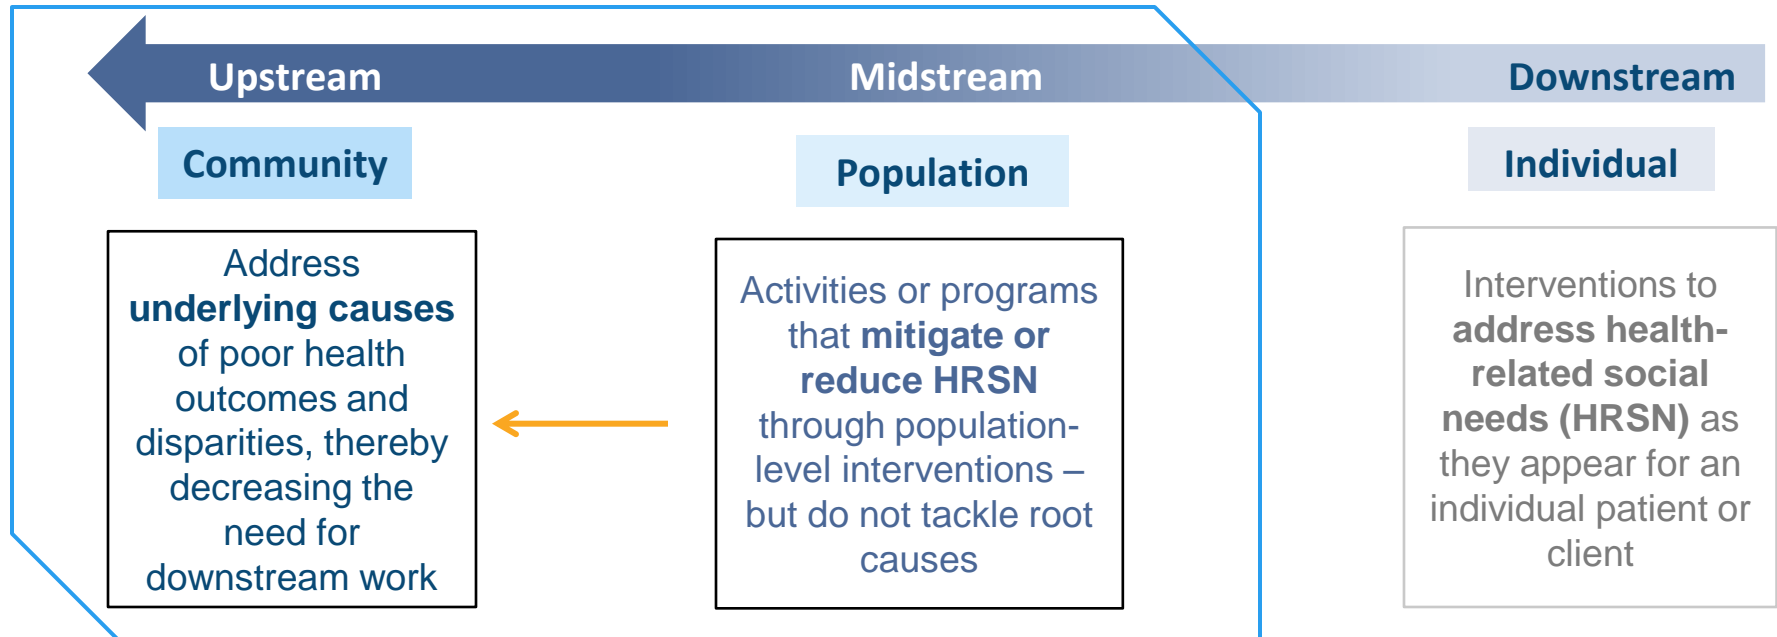 Upstream
Midstream
Downstream
Community
Population
Individual
Address
underlying causes
of poor health
outcomes and
disparities, thereby
decreasing the
need for
downstream work
Activities or programs
that mitigate or
reduce HRSN
through population-
level interventions –
but do not tackle root
causes
Interventions to
address health-
related social
needs (HRSN) as
they appear for an
individual patient or
client